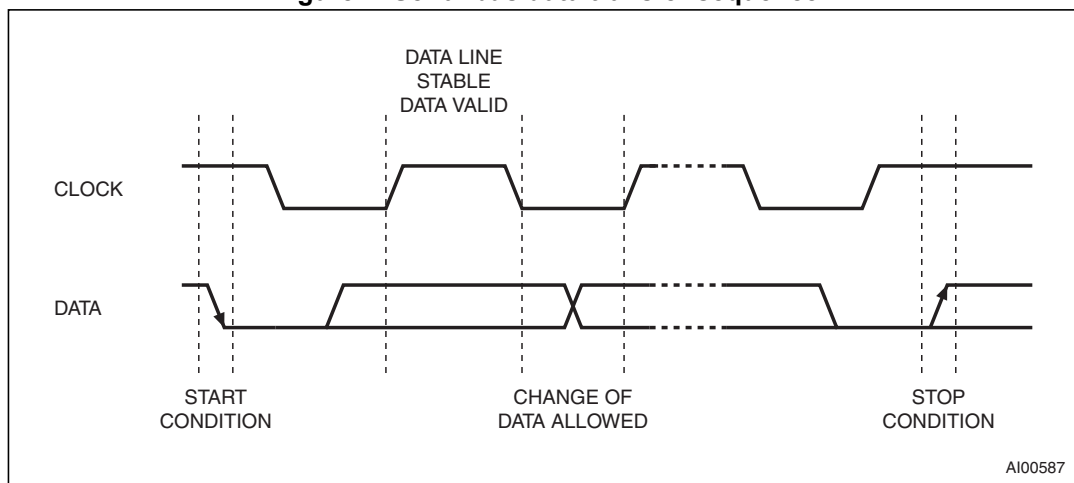 DATA LINE
STABLE
DATA VALID
CLOCK
DATA
START
CONDITION
CHANGE OF
DATA ALLOWED
STOP
CONDITION
AI00587